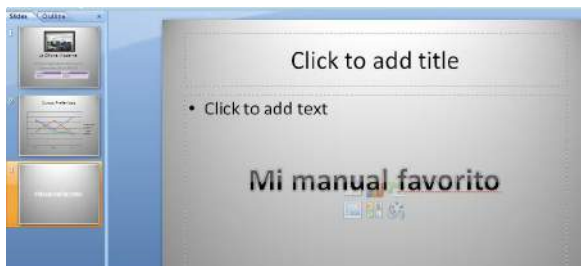 Slides Outline
Click to add title
• Click to add text
Mi manual favorito